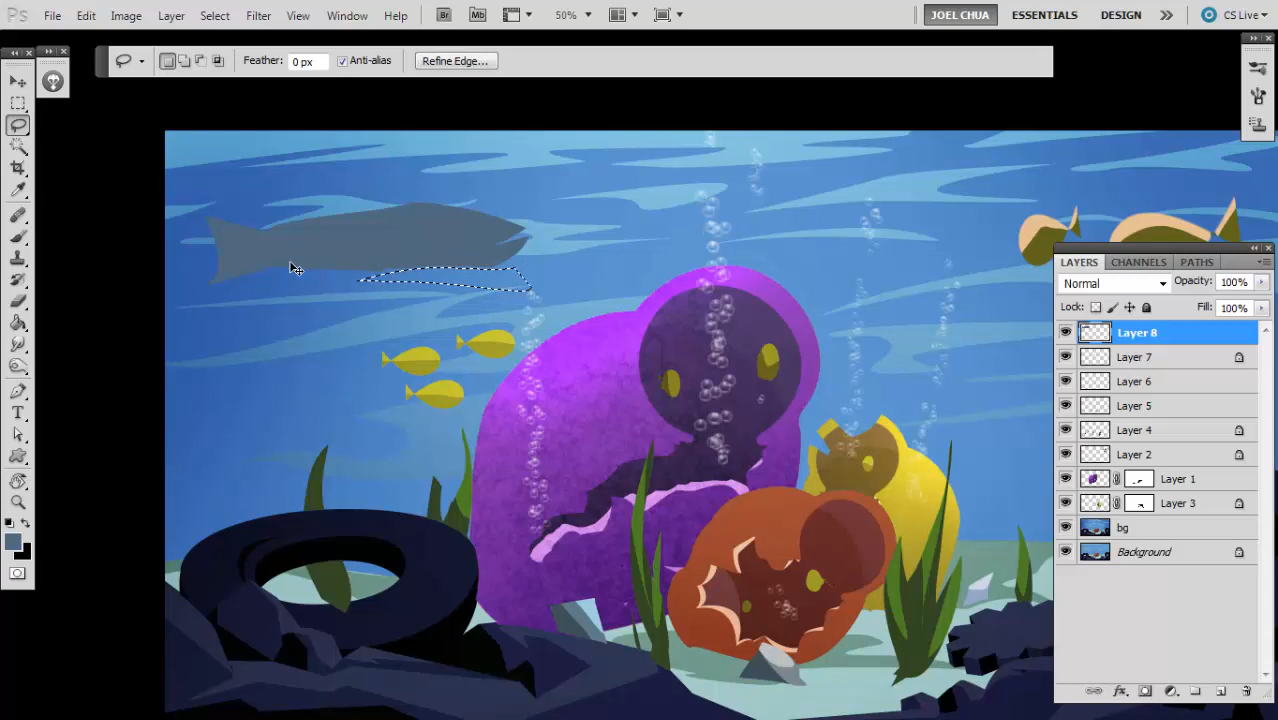 Ps File Edit Image Layer Select Filter View Window Help Br Mb 50% JOEL CHUA ESSENTIALS DESIGN CS Live
Feather: 0 px Anti-alias Refine Edge...
LAYERS CHANNELS PATHS
Normal Opacity: 100%
Lock: Fill: 100%
Layer 8
Layer 7
Layer 6
Layer 5
Layer 4
Layer 2
Layer 1
Layer 3
bg
Background